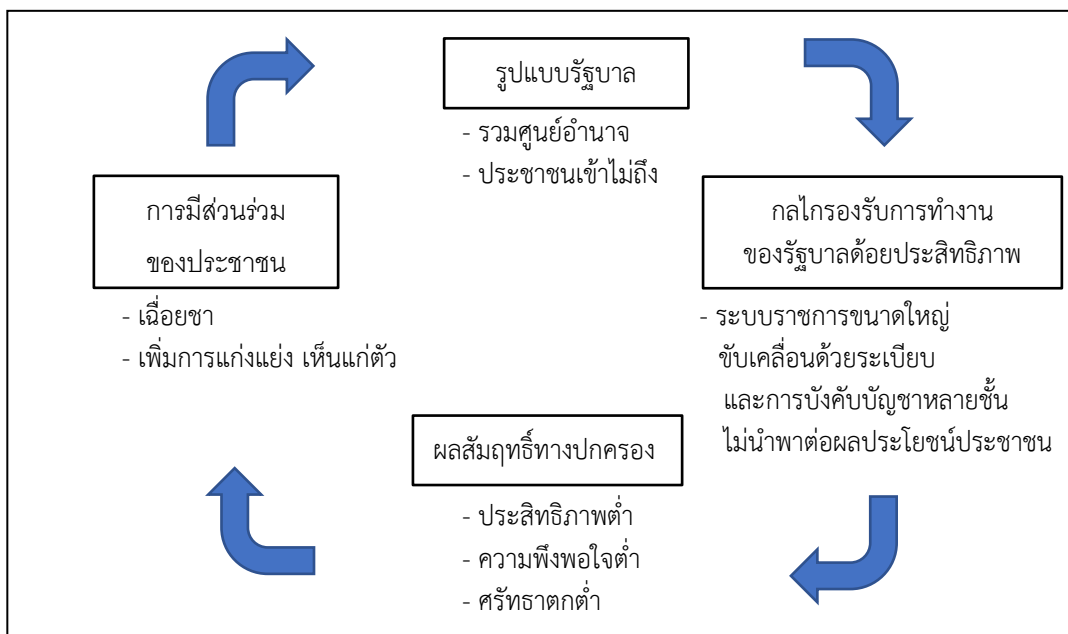 รูปแบบรัฐบาล
- รวมศูนย์อำนาจ
- ประชาชนเข้าไม่ถึง
กลไกรองรับการทำงาน
ของรัฐบาลด้อยประสิทธิภาพ
- ระบบราชการขนาดใหญ่
ขับเคลื่อนด้วยระเบียบ
และการบังคับบัญชาหลายชั้น
ไม่นำพาต่อผลประโยชน์ประชาชน
ผลสัมฤทธิ์ทางปกครอง
- ประสิทธิภาพต่ำ
- ความพึงพอใจต่ำ
- ศรัทธาตกต่ำ
การมีส่วนร่วม
ของประชาชน
- เฉื่อยชา
- เพิ่มการแก่งแย่ง เห็นแก่ตัว